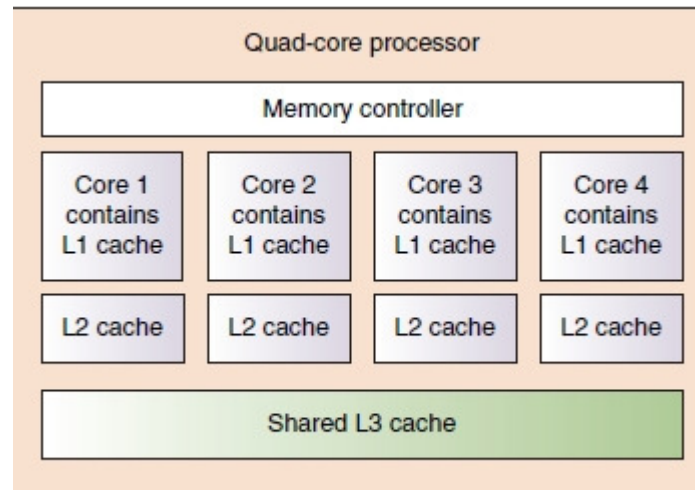 Quad-core processor
Memory controller
Core 1
contains
L1 cache
Core 2
contains
L1 cache
Core 3
contains
L1 cache
Core 4
contains
L1 cache
L2 cache
L2 cache
L2 cache
L2 cache
Shared L3 cache